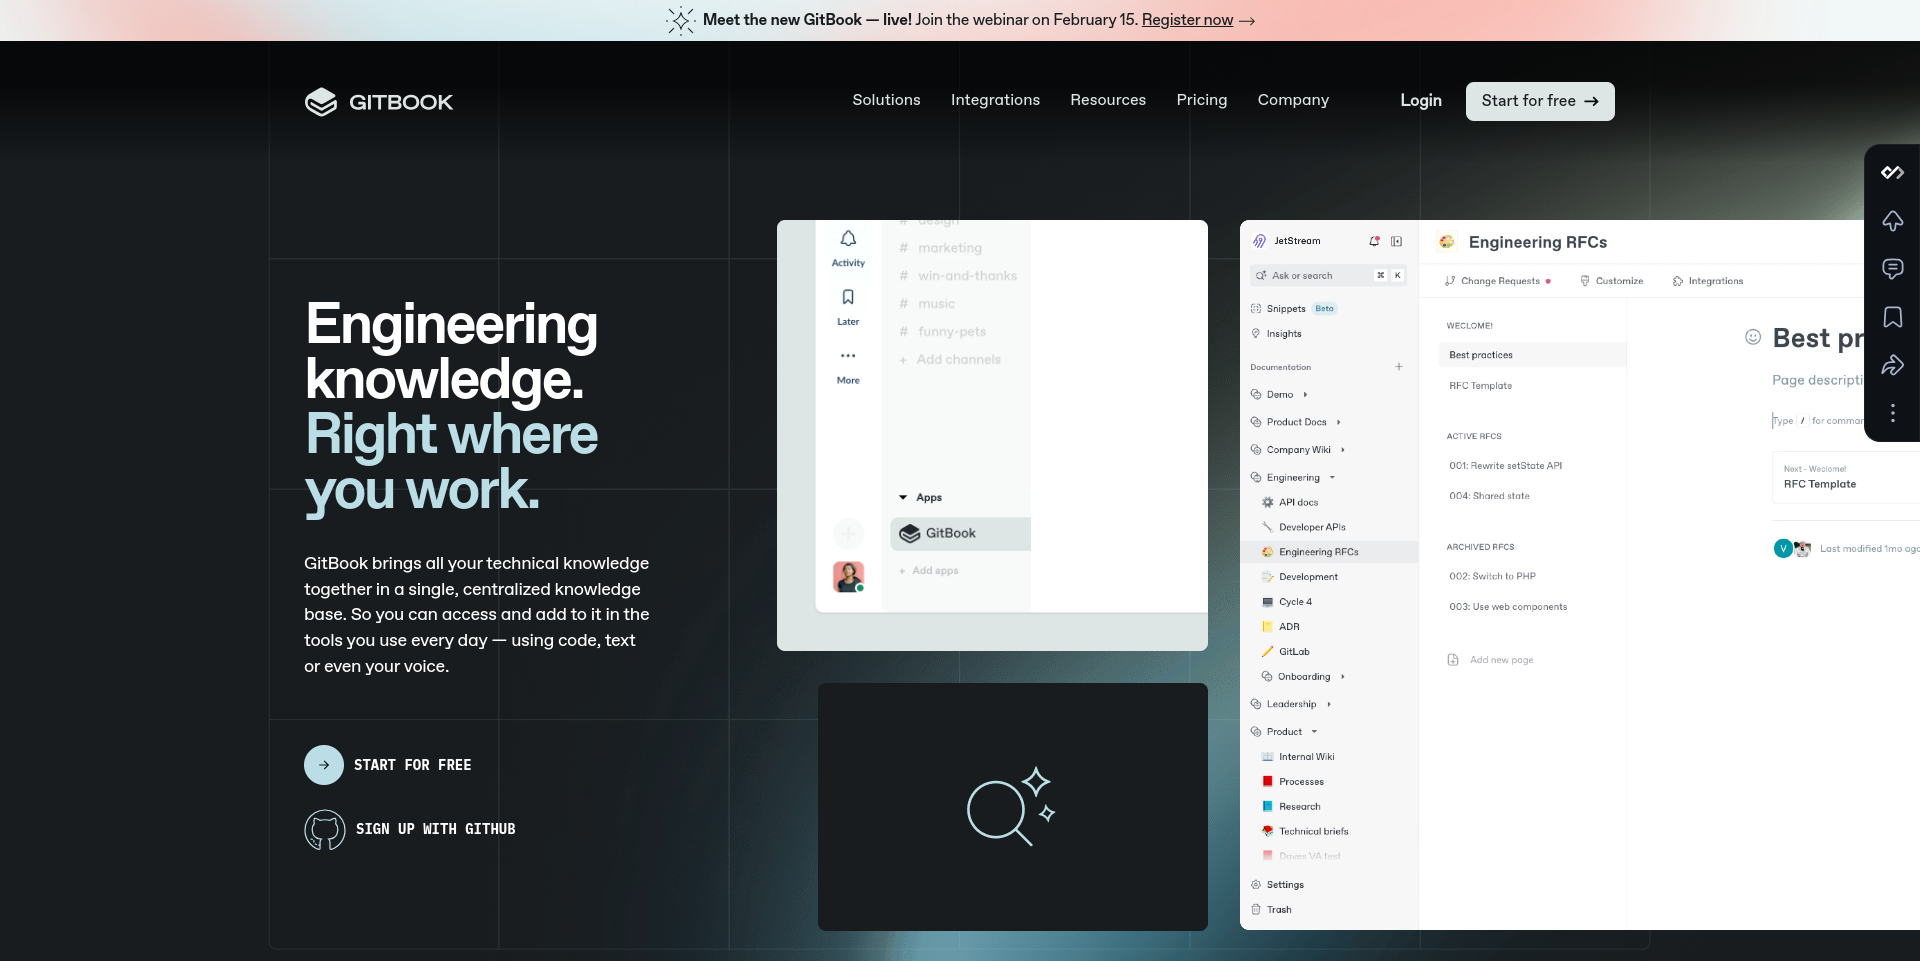 Meet the new GitBook — live! Join the webinar on February 15. Register now →
GITBOOK
Solutions
Integrations
Resources
Pricing
Company
Login
Start for free →
Engineering
knowledge.
Right where
you work.
GitBook brings all your technical knowledge
together in a single, centralized knowledge
base. So you can access and add to it in the
tools you use every day — using code, text
or even your voice.
START FOR FREE
SIGN UP WITH GITHUB
Activity
Later
More
# design
# marketing
# win-and-thanks
# music
# funny-pets
+ Add channels
Apps
GitBook
+ Add apps
JetStream
Ask or search
⌘ K
Snippets Beta
Insights
Documentation
Demo
Product Docs
Company Wiki
Engineering
API docs
Developer APIs
Engineering RFCs
Development
Cycle 4
ADR
GitLab
Onboarding
Leadership
Product
Internal Wiki
Processes
Research
Technical briefs
Daves VA test
Settings
Trash
Engineering RFCs
Change Requests
Customize
Integrations
WECLOME!
Best practices
RFC Template
ACTIVE RFCS
001: Rewrite setState API
004: Shared state
ARCHIVED RFCS
002: Switch to PHP
003: Use web components
Add new page
Best pr
Page descripti
Type / for commar
Next - Weclome!
RFC Template
V
Last modified 1mo ago